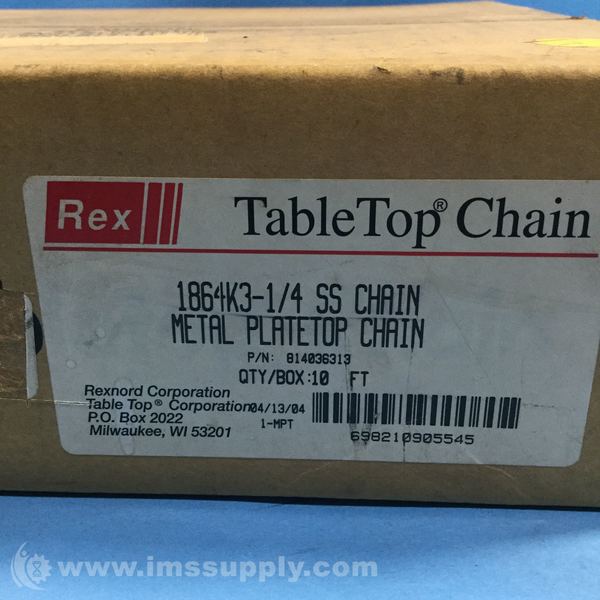 Rex
TableTop® Chain
1864K3-1/4 SS CHAIN
METAL PLATETOP CHAIN
P/N: 814036313
QTY/BOX:10 FT
Rexnord Corporation
Table Top® Corporation 04/13/04
P.O. Box 2022 1-MPT
Milwaukee, WI 53201
698210905545
www.imssupply.com